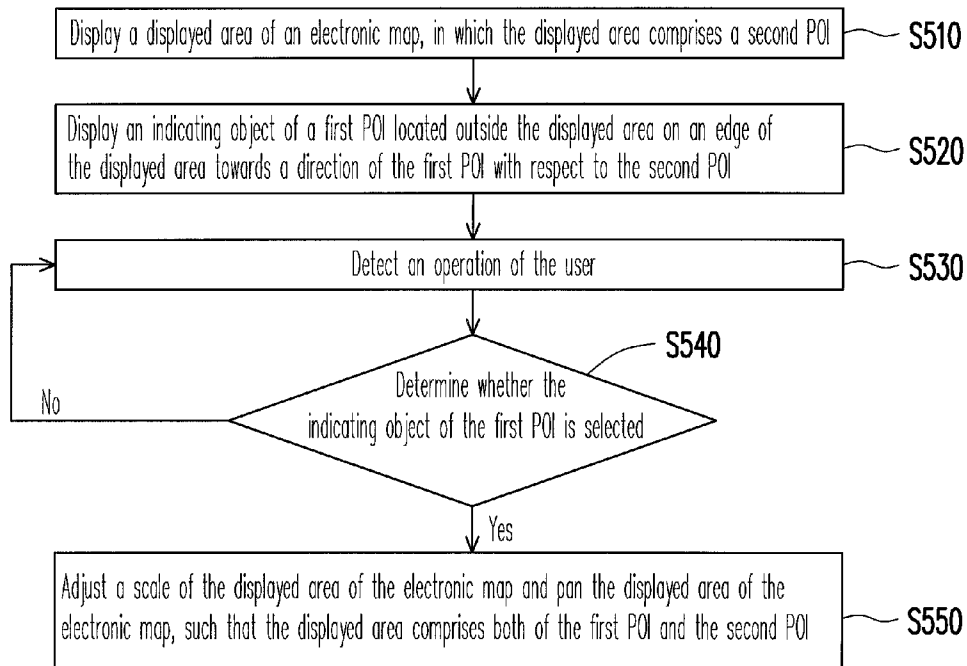 Display a displayed area of an electronic map, in which the displayed area comprises a second POI
S510
Display an indicating object of a first POI located outside the displayed area on an edge of
the displayed area towards a direction of the first POI with respect to the second POI
S520
Detect an operation of the user
S530
S540
Determine whether the
indicating object of the first POI is selected
No
Yes
Adjust a scale of the displayed area of the electronic map and pan the displayed area of the
electronic map, such that the displayed area comprises both of the first POI and the second POI
S550